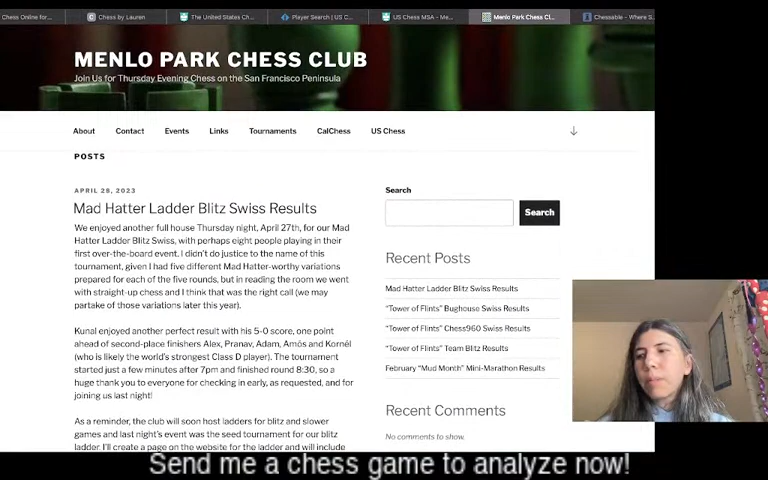 Chess Online for...
Chess by Lauren
The United States Ch...
Player Search | US C...
US Chess MSA - Me...
Menlo Park Chess Cl...
Chessable - Where S...
MENLO PARK CHESS CLUB
Join Us for Thursday Evening Chess on the San Francisco Peninsula
About Contact Events Links Tournaments CalChess US Chess
POSTS
APRIL 28, 2023
Mad Hatter Ladder Blitz Swiss Results
We enjoyed another full house Thursday night, April 27th, for our Mad
Hatter Ladder Blitz Swiss, with perhaps eight people playing in their
first over-the-board event. I didn't do justice to the name of this
tournament, given I had five different Mad Hatter-worthy variations
prepared for each of the five rounds, but in reading the room we went
with straight-up chess and I think that was the right call (we may
partake of those variations later this year).
Kunal enjoyed another perfect result with his 5-0 score, one point
ahead of second-place finishers Alex, Pranav, Adam, Amós and Kornél
(who is likely the world's strongest Class D player). The tournament
started just a few minutes after 7pm and finished round 8:30, so a
huge thank you to everyone for checking in early, as requested, and for
joining us last night!
As a reminder, the club will soon host ladders for blitz and slower
games and last night's event was the seed tournament for our blitz
ladder. I'll create a page on the website for the ladder and will include
Search
Search
Recent Posts
Mad Hatter Ladder Blitz Swiss Results
"Tower of Flints" Bughouse Swiss Results
"Tower of Flints" Chess960 Swiss Results
"Tower of Flints" Team Blitz Results
February "Mud Month" Mini-Marathon Results
Recent Comments
No comments to show.
Send me a chess game to analyze now!